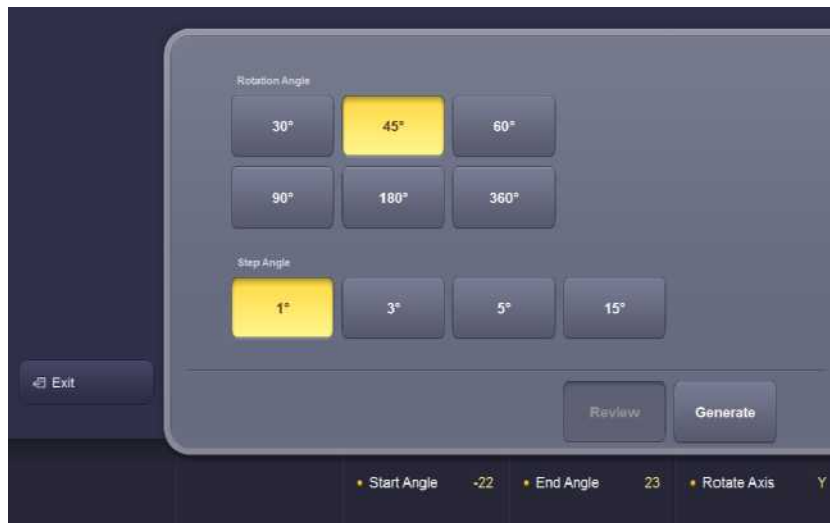 Rotation Angle
30° 45° 60°
90° 180° 360°
Step Angle
1° 3° 5° 15°
Exit
Review Generate
• Start Angle -22 • End Angle 23 • Rotate Axis Y